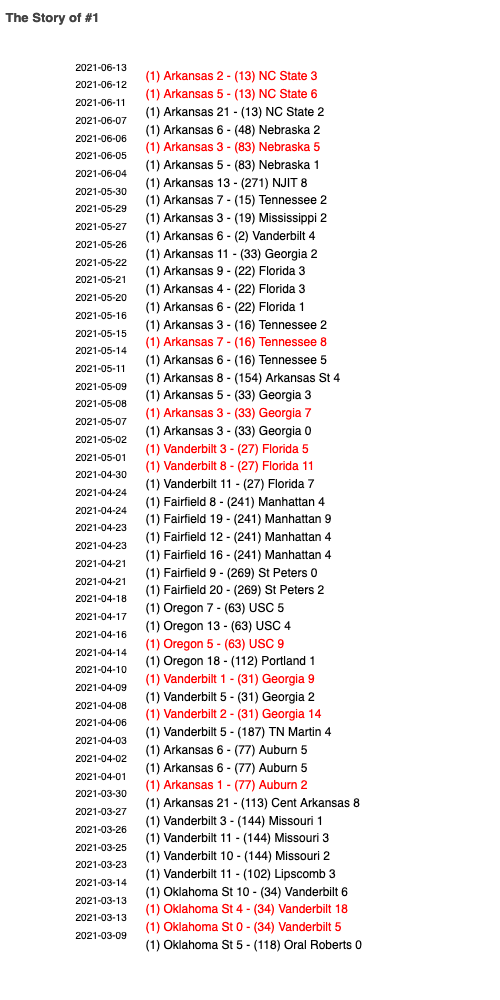 The Story of #1
2021-06-13 (1) Arkansas 2 - (13) NC State 3
2021-06-12 (1) Arkansas 5 - (13) NC State 6
2021-06-11 (1) Arkansas 21 - (13) NC State 2
2021-06-07 (1) Arkansas 6 - (48) Nebraska 2
2021-06-06 (1) Arkansas 3 - (83) Nebraska 5
2021-06-05 (1) Arkansas 5 - (83) Nebraska 1
2021-06-04 (1) Arkansas 13 - (271) NJIT 8
2021-05-30 (1) Arkansas 7 - (15) Tennessee 2
2021-05-29 (1) Arkansas 3 - (19) Mississippi 2
2021-05-27 (1) Arkansas 6 - (2) Vanderbilt 4
2021-05-26 (1) Arkansas 11 - (33) Georgia 2
2021-05-22 (1) Arkansas 9 - (22) Florida 3
2021-05-21 (1) Arkansas 4 - (22) Florida 3
2021-05-20 (1) Arkansas 6 - (22) Florida 1
2021-05-16 (1) Arkansas 3 - (16) Tennessee 2
2021-05-15 (1) Arkansas 7 - (16) Tennessee 8
2021-05-14 (1) Arkansas 6 - (16) Tennessee 5
2021-05-11 (1) Arkansas 8 - (154) Arkansas St 4
2021-05-09 (1) Arkansas 5 - (33) Georgia 3
2021-05-08 (1) Arkansas 3 - (33) Georgia 7
2021-05-07 (1) Arkansas 3 - (33) Georgia 0
2021-05-02 (1) Vanderbilt 3 - (27) Florida 5
2021-05-01 (1) Vanderbilt 8 - (27) Florida 11
2021-04-30 (1) Vanderbilt 11 - (27) Florida 7
2021-04-24 (1) Fairfield 8 - (241) Manhattan 4
2021-04-24 (1) Fairfield 19 - (241) Manhattan 9
2021-04-23 (1) Fairfield 12 - (241) Manhattan 4
2021-04-23 (1) Fairfield 16 - (241) Manhattan 4
2021-04-21 (1) Fairfield 9 - (269) St Peters 0
2021-04-21 (1) Fairfield 20 - (269) St Peters 2
2021-04-18 (1) Oregon 7 - (63) USC 5
2021-04-17 (1) Oregon 13 - (63) USC 4
2021-04-16 (1) Oregon 5 - (63) USC 9
2021-04-14 (1) Oregon 18 - (112) Portland 1
2021-04-10 (1) Vanderbilt 1 - (31) Georgia 9
2021-04-09 (1) Vanderbilt 5 - (31) Georgia 2
2021-04-08 (1) Vanderbilt 2 - (31) Georgia 14
2021-04-06 (1) Vanderbilt 5 - (187) TN Martin 4
2021-04-03 (1) Arkansas 6 - (77) Auburn 5
2021-04-02 (1) Arkansas 6 - (77) Auburn 5
2021-04-01 (1) Arkansas 1 - (77) Auburn 2
2021-03-30 (1) Arkansas 21 - (113) Cent Arkansas 8
2021-03-27 (1) Vanderbilt 3 - (144) Missouri 1
2021-03-26 (1) Vanderbilt 11 - (144) Missouri 3
2021-03-25 (1) Vanderbilt 10 - (144) Missouri 2
2021-03-23 (1) Vanderbilt 11 - (102) Lipscomb 3
2021-03-14 (1) Oklahoma St 10 - (34) Vanderbilt 6
2021-03-13 (1) Oklahoma St 4 - (34) Vanderbilt 18
2021-03-13 (1) Oklahoma St 0 - (34) Vanderbilt 5
2021-03-09 (1) Oklahoma St 5 - (118) Oral Roberts 0